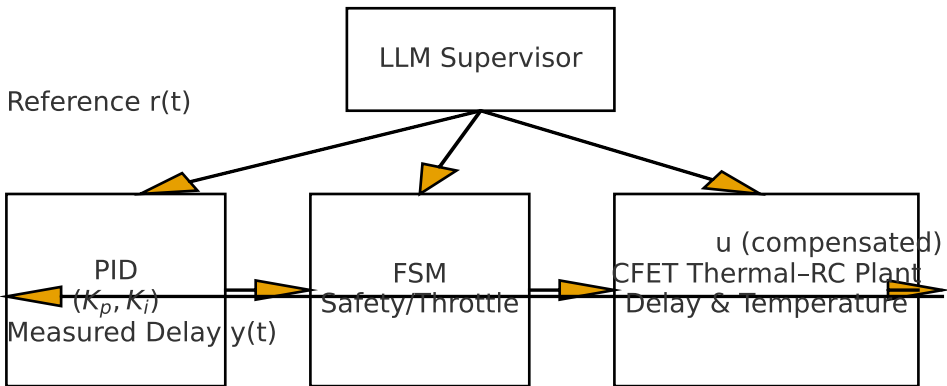 LLM Supervisor
Reference r(t)
PID
(Kp, Ki)
Measured Delay y(t)
FSM
Safety/Throttle
u (compensated)
CFET Thermal–RC Plant
Delay & Temperature